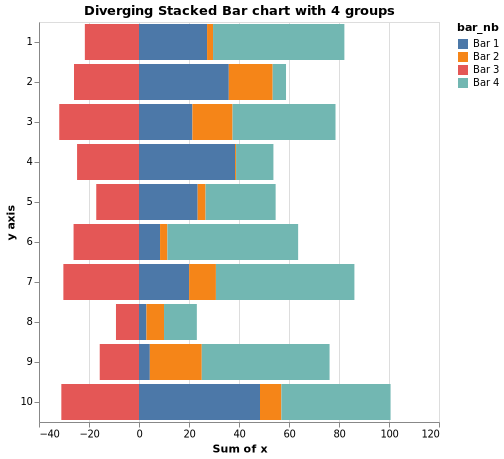 Diverging Stacked Bar chart with 4 groups
bar_nb
Bar 1
Bar 2
Bar 3
Bar 4
y axis
1
2
3
4
5
6
7
8
9
10
−40 −20 0 20 40 60 80 100 120
Sum of x